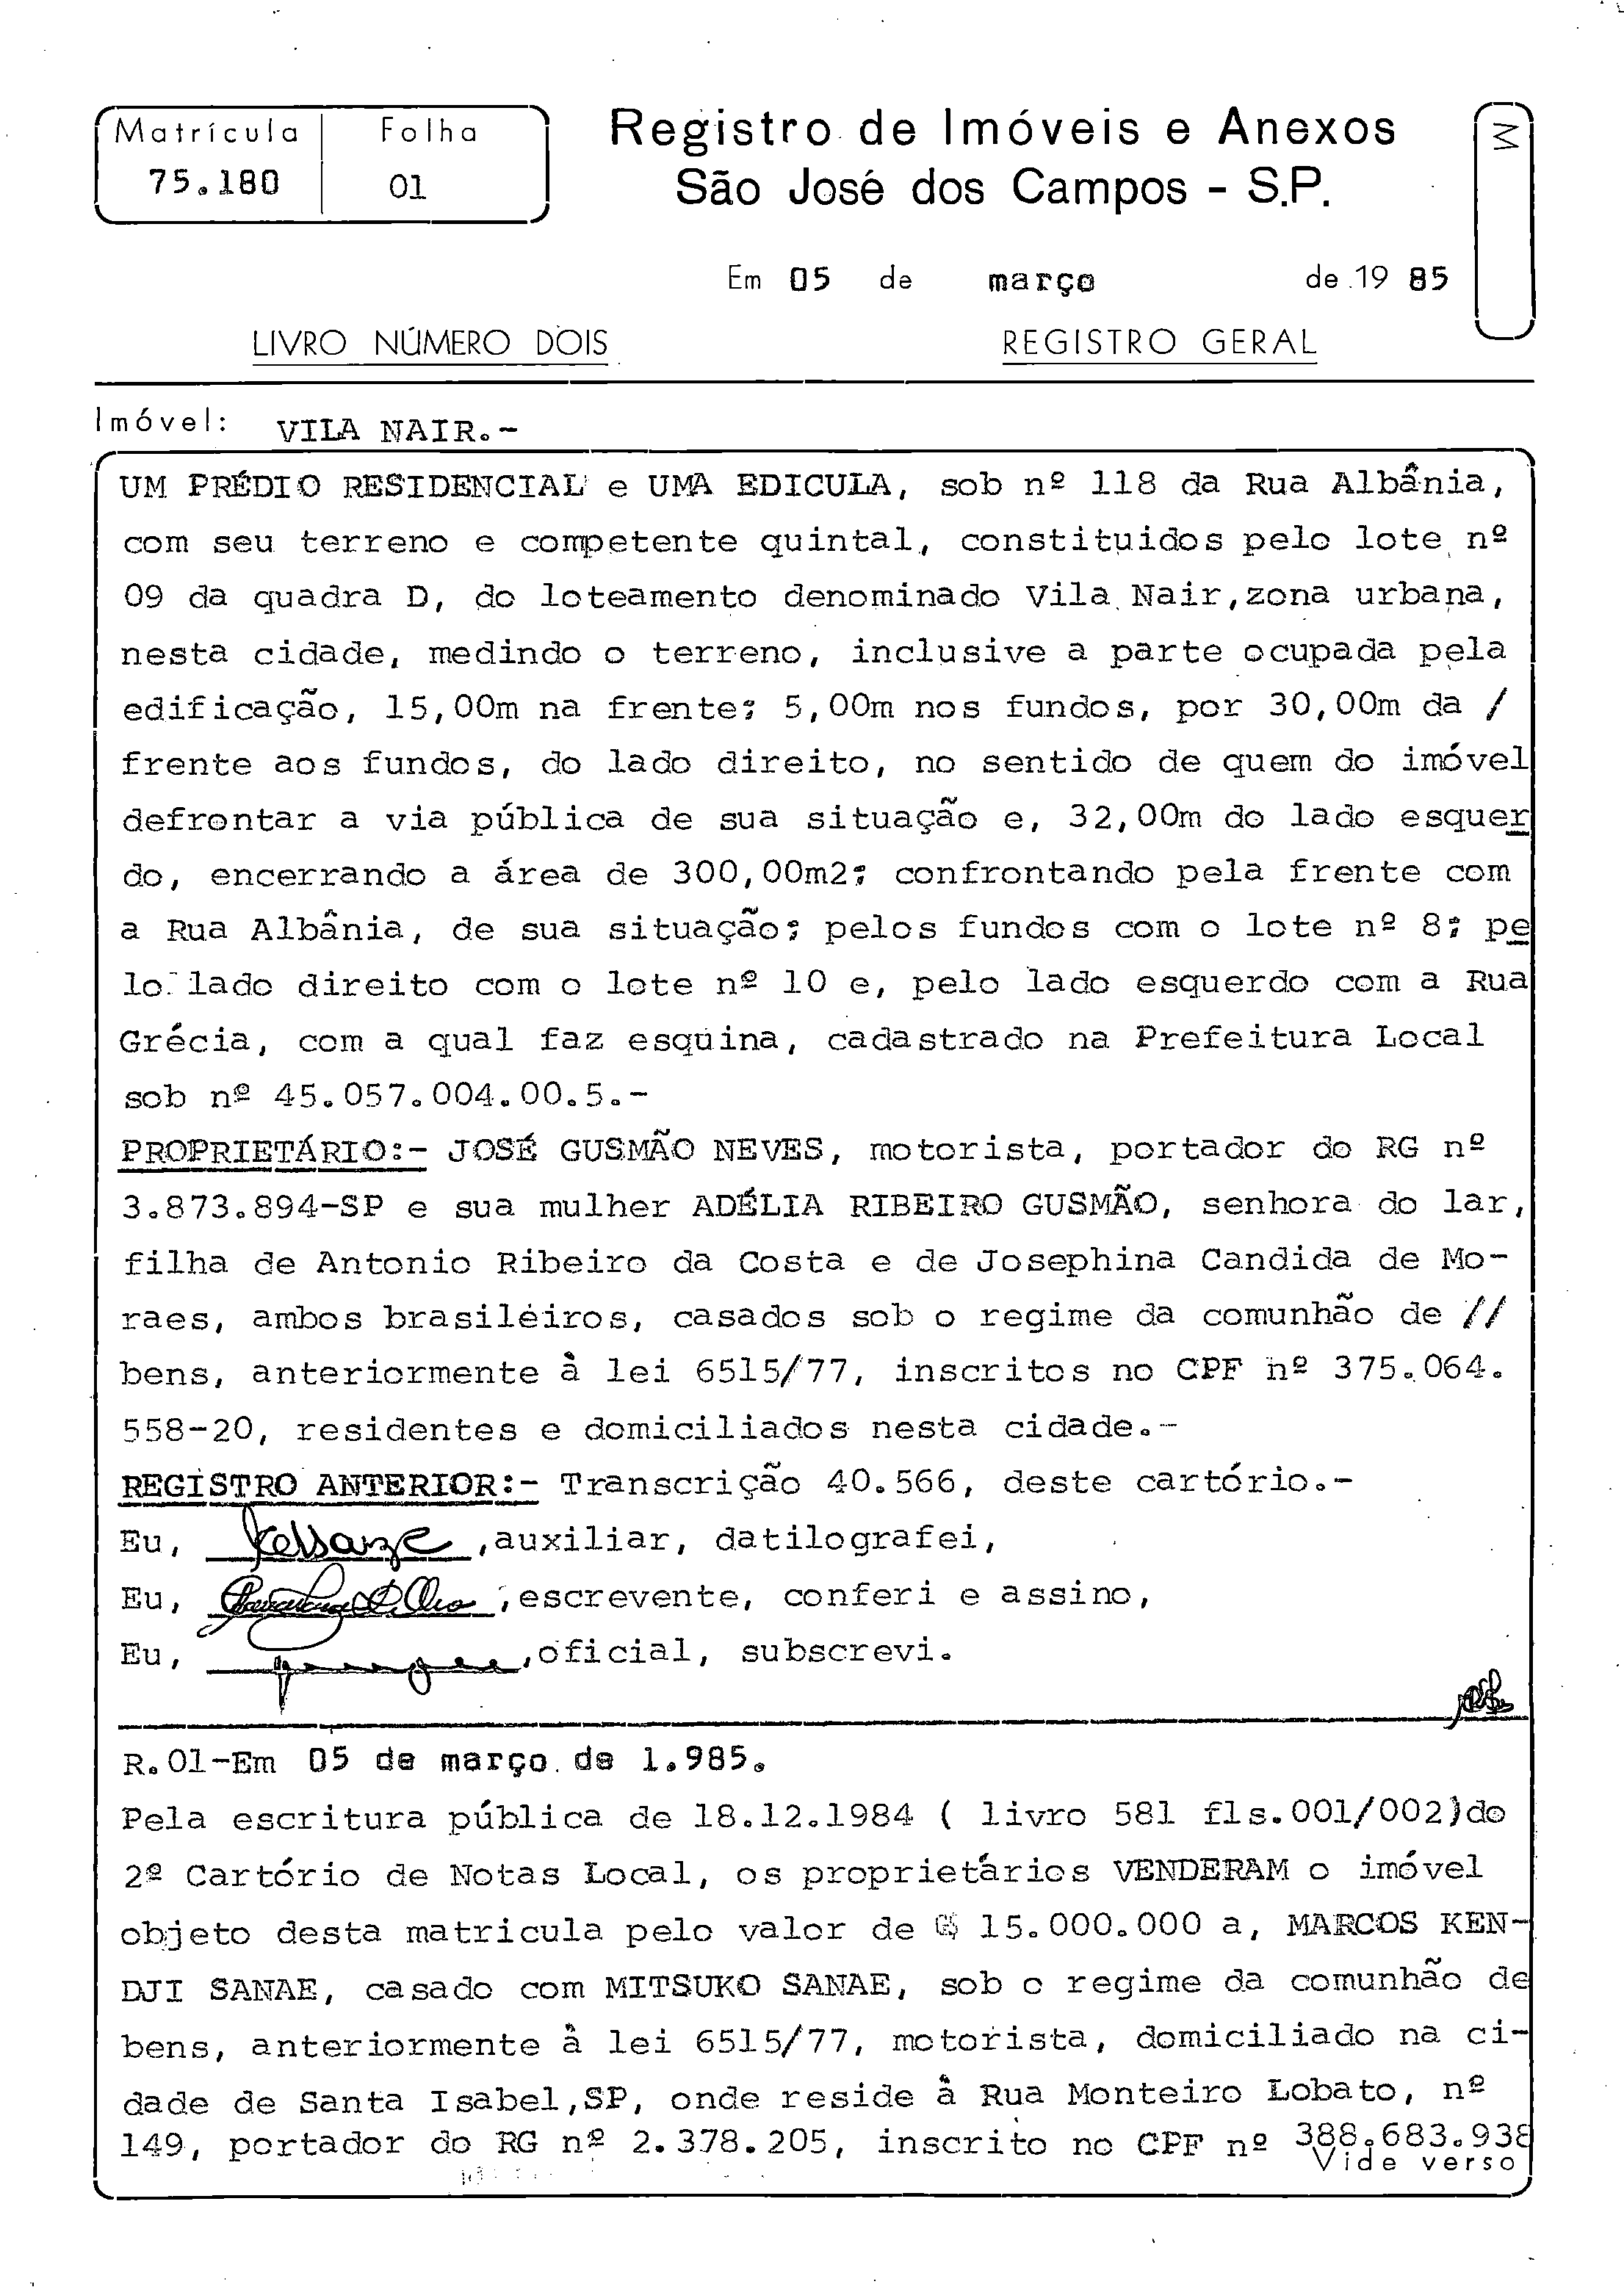 Matrícula
75.180
Folha
01
Registro de Imóveis e Anexos
São José dos Campos - S.P.
M
Em 05 de março de 19 85
LIVRO NÚMERO DOIS
REGISTRO GERAL
Imóvel: VILA NAIR.-
UM PRÉDIO RESIDENCIAL e UMA EDICULA, sob nº 118 da Rua Albânia,
com seu terreno e competente quintal, constituidos pelo lote nº
09 da quadra D, do loteamento denominado Vila Nair,zona urbana,
nesta cidade, medindo o terreno, inclusive a parte ocupada pela
edificação, 15,00m na frente; 5,00m nos fundos, por 30,00m da /
frente aos fundos, do lado direito, no sentido de quem do imóvel
defrontar a via pública de sua situação e, 32,00m do lado esquer
do, encerrando a área de 300,00m2; confrontando pela frente com
a Rua Albânia, de sua situação; pelos fundos com o lote nº 8; pe
lo lado direito com o lote nº 10 e, pelo lado esquerdo com a Rua
Grécia, com a qual faz esquina, cadastrado na Prefeitura Local
sob nº 45.057.004.00.5.-
PROPRIETÁRIO:- JOSÉ GUSMÃO NEVES, motorista, portador do RG nº
3.873.894-SP e sua mulher ADÉLIA RIBEIRO GUSMÃO, senhora do lar,
filha de Antonio Ribeiro da Costa e de Josephina Candida de Mo-
raes, ambos brasileiros, casados sob o regime da comunhão de //
bens, anteriormente à lei 6515/77, inscritos no CPF nº 375.064.
558-20, residentes e domiciliados nesta cidade.-
REGISTRO ANTERIOR:- Transcrição 40.566, deste cartório.-
Eu, ,auxiliar, datilografei,
Eu, ,escrevente, conferi e assino,
Eu, ,oficial, subscrevi.
R.01-Em 05 de março de 1.985.
Pela escritura pública de 18.12.1984 ( livro 581 fls.001/002)do
2º Cartório de Notas Local, os proprietários VENDERAM o imóvel
objeto desta matricula pelo valor de Cr$ 15.000.000 a, MARCOS KEN-
DJI SANAE, casado com MITSUKO SANAE, sob o regime da comunhão de
bens, anteriormente à lei 6515/77, motorista, domiciliado na ci-
dade de Santa Isabel,SP, onde reside à Rua Monteiro Lobato, nº
149, portador do RG nº 2.378.205, inscrito no CPF nº 388.683.938
Vide verso